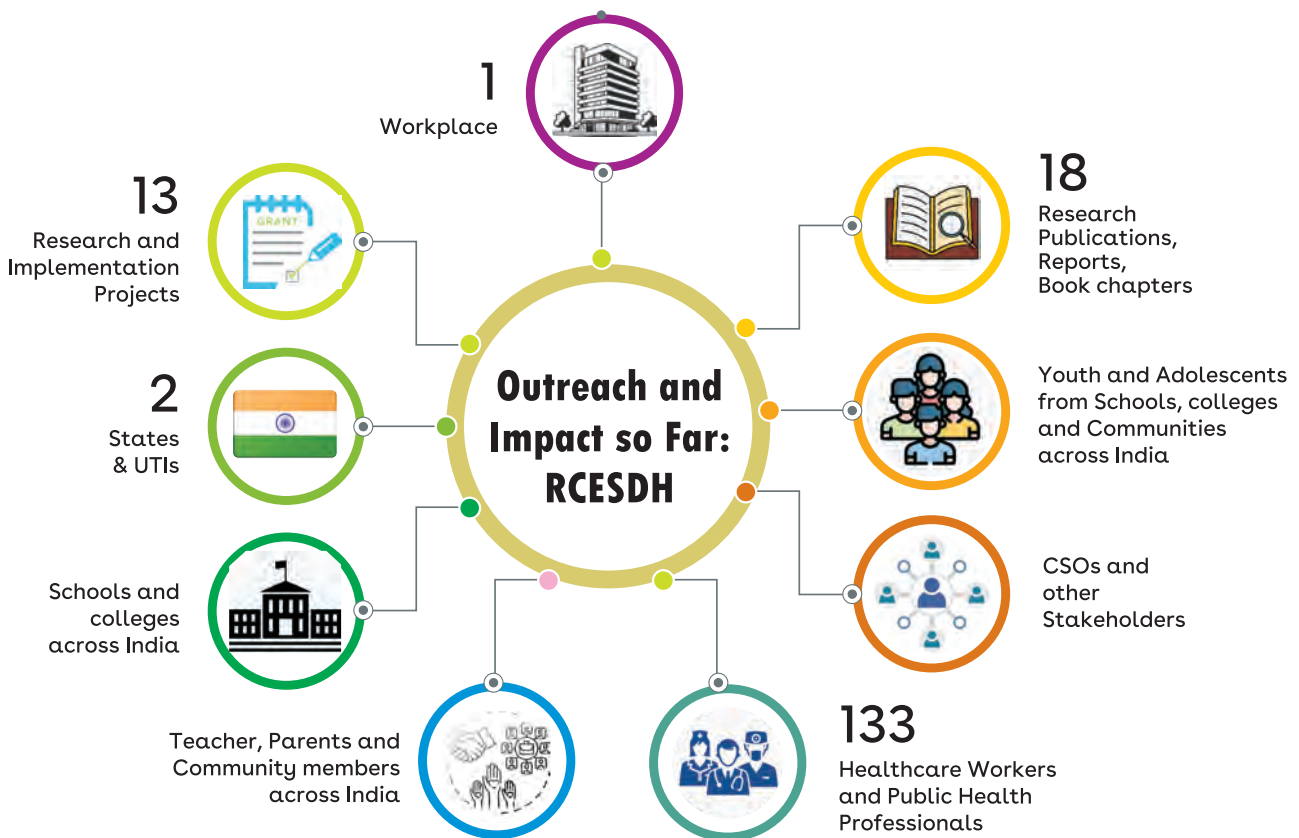 1
Workplace
18
Research
Publications,
Reports,
Book chapters
Youth and Adolescents
from Schools, colleges
and Communities
across India
CSOs and
other
Stakeholders
133
Healthcare Workers
and Public Health
Professionals
Teacher, Parents and
Community members
across India
Schools and
colleges
across India
2
States
& UTIs
13
Research and
Implementation
Projects
GRANT
Outreach and
Impact so Far:
RCESDH